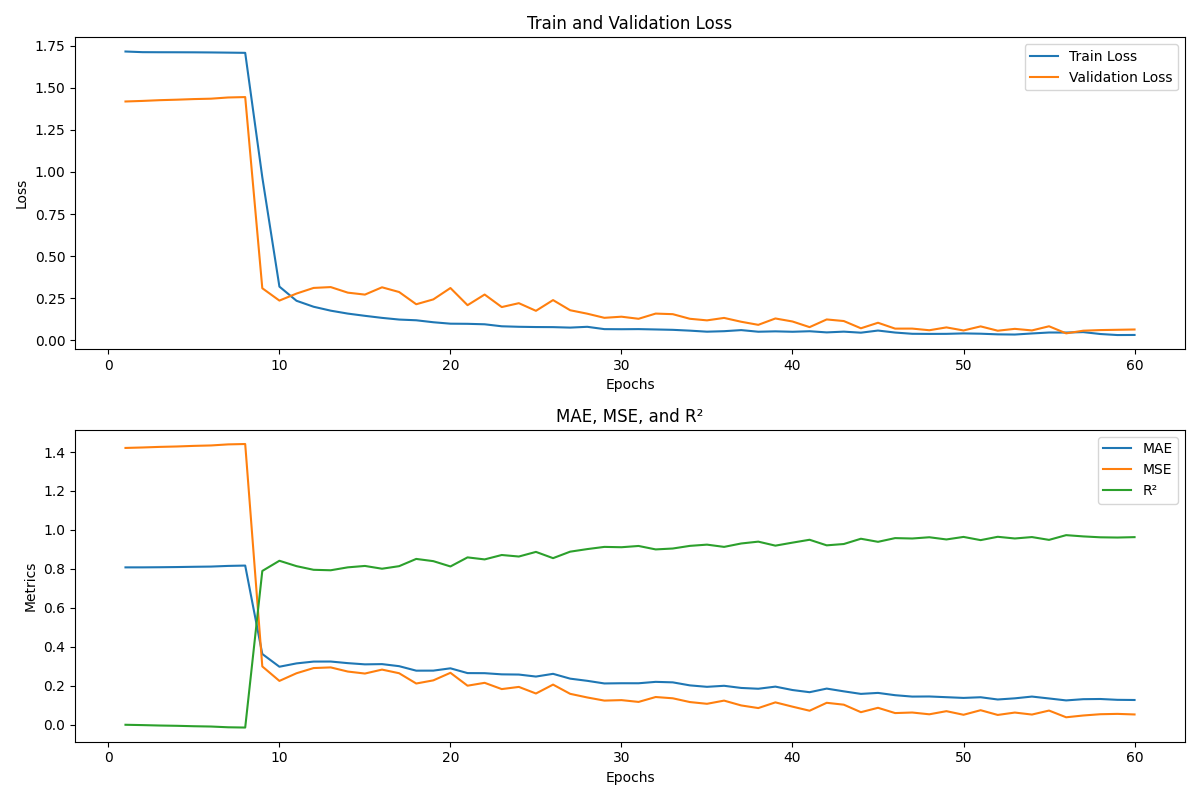 Train and Validation Loss
Loss
1.75
1.50
1.25
1.00
0.75
0.50
0.25
0.00
Train Loss
Validation Loss
0 10 20 30 40 50 60
Epochs
MAE, MSE, and R²
Metrics
1.4
1.2
1.0
0.8
0.6
0.4
0.2
0.0
MAE
MSE
R²
0 10 20 30 40 50 60
Epochs